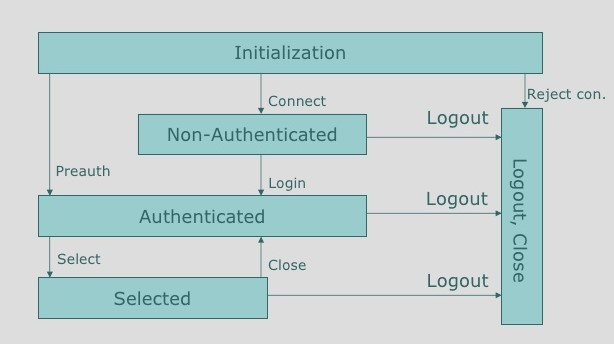 Initialization
Reject con.
Connect
Logout
Non-Authenticated
Preauth
Login
Logout
Authenticated
Logout, Close
Select
Close
Logout
Selected